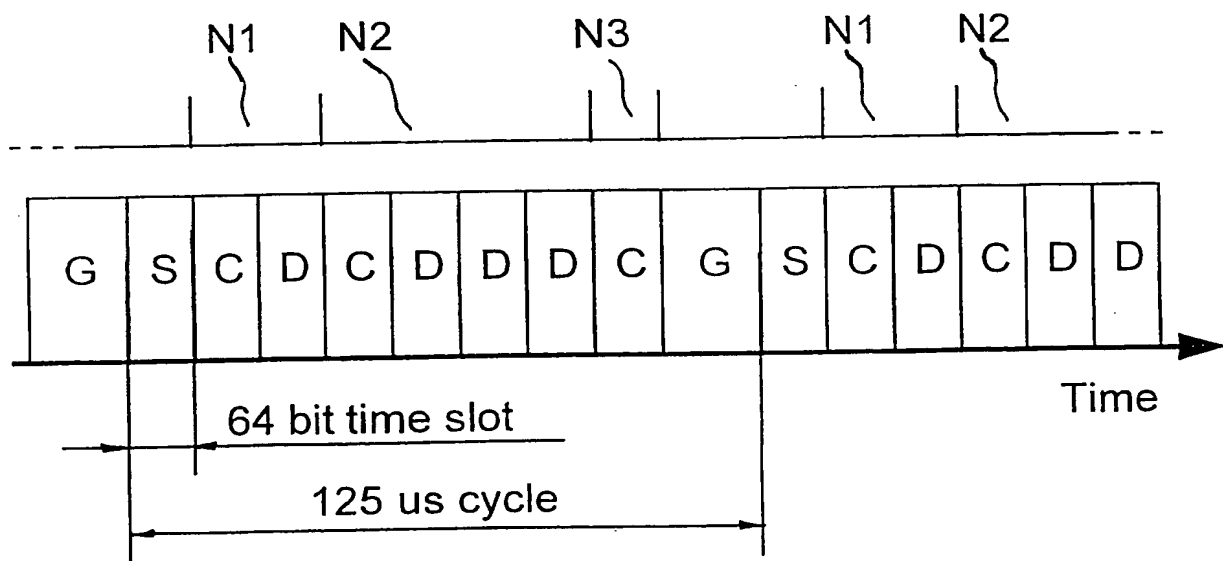 N1 N2 N3 N1 N2
G S C D C D D D C G S C D C D D
Time
64 bit time slot
125 us cycle